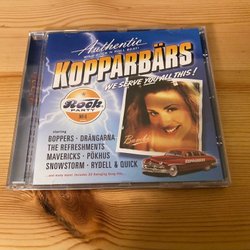 Authentic
KOPPARBÄRS
WE SERVE YOU ALL THIS!
Rock
PARTY
starring
BOPPERS · DRÄNGARNA
THE REFRESHMENTS
MAVERICKS · PÖKHUS
SNOWSTORM · RYDELL & QUICK
KOPPARBÄRS